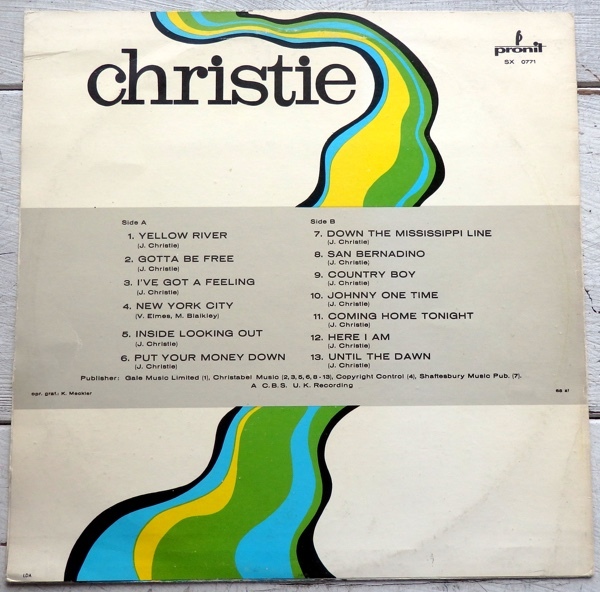 christie
pronit
SX 0771
Side A
1. YELLOW RIVER
(J. Christie)
2. GOTTA BE FREE
(J. Christie)
3. I'VE GOT A FEELING
(J. Christie)
4. NEW YORK CITY
(V. Elmes, M. Blakley)
5. INSIDE LOOKING OUT
(J. Christie)
6. PUT YOUR MONEY DOWN
(J. Christie)
Side B
7. DOWN THE MISSISSIPPI LINE
(J. Christie)
8. SAN BERNADINO
(J. Christie)
9. COUNTRY BOY
(J. Christie)
10. JOHNNY ONE TIME
(J. Christie)
11. COMING HOME TONIGHT
(J. Christie)
12. HERE I AM
(J. Christie)
13. UNTIL THE DAWN
(J. Christie)
Publisher: Gale Music Limited (1), Christabel Music (2, 3, 5, 6, 8 - 13), Copyright Control (4), Shaftesbury Music Pub. (7).
A C.B.S. U.K. Recording
opr. graf.: K.